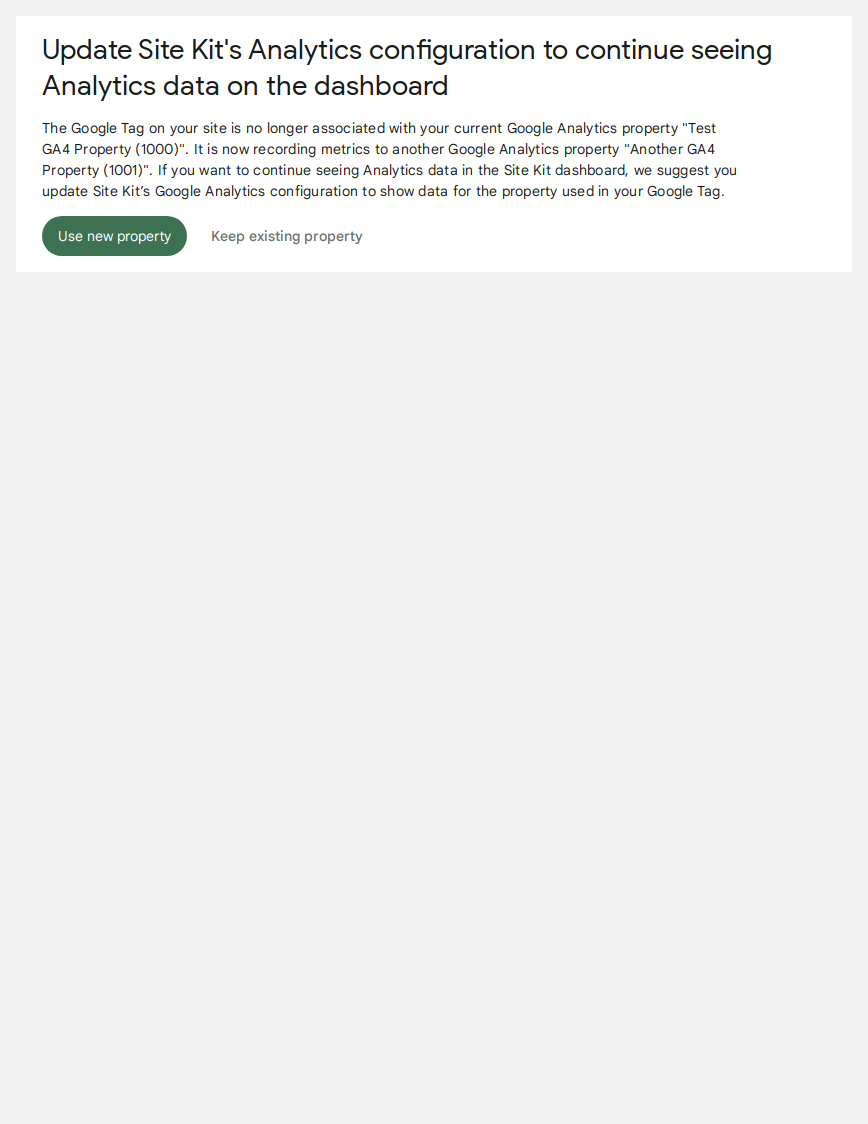 Update Site Kit's Analytics configuration to continue seeing
Analytics data on the dashboard
The Google Tag on your site is no longer associated with your current Google Analytics property "Test
GA4 Property (1000)". It is now recording metrics to another Google Analytics property "Another GA4
Property (1001)". If you want to continue seeing Analytics data in the Site Kit dashboard, we suggest you
update Site Kit’s Google Analytics configuration to show data for the property used in your Google Tag.
Use new property
Keep existing property